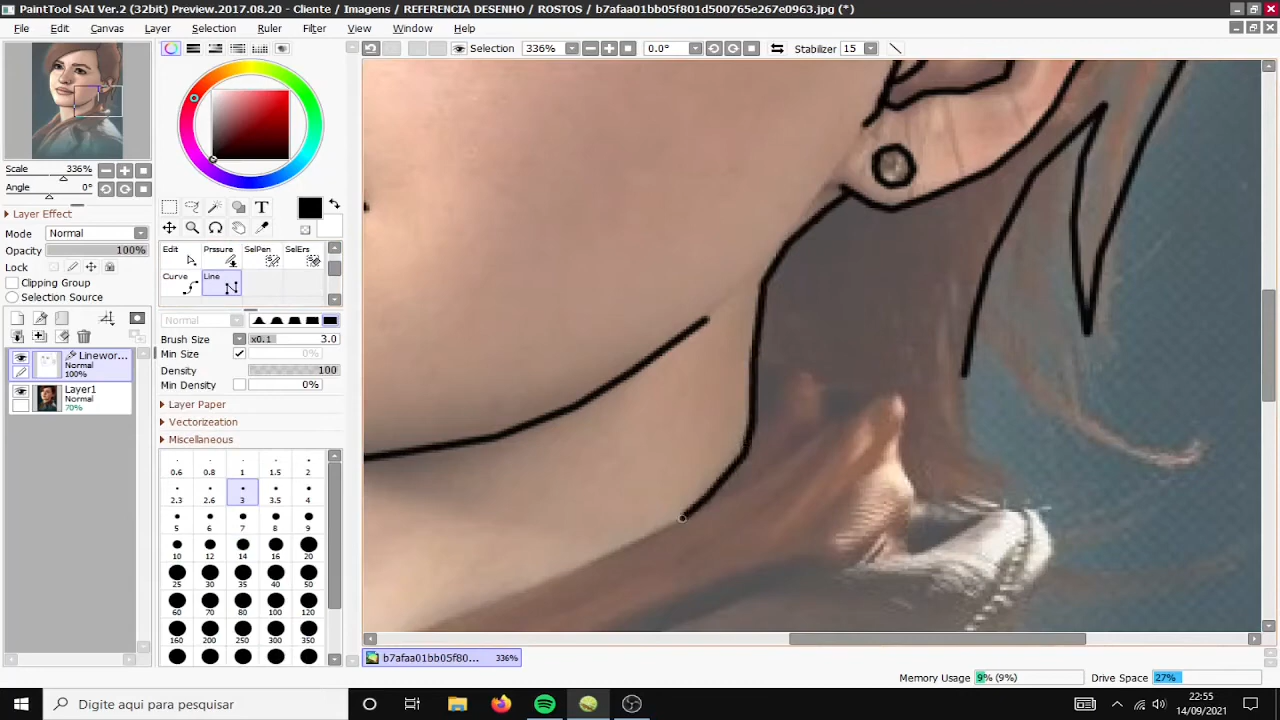 PaintTool SAI Ver.2 (32bit) Preview.2017.08.20 - Cliente / Imagens / REFERENCIA DESENHO / ROSTOS / b7afaa01bb05f801d500765e267e0963.jpg (*)
File Edit Canvas Layer Selection Ruler Filter View Window Help
Selection 336% 0.0° Stabilizer 15
Scale 336%
Angle 0°
Layer Effect
Mode Normal
Opacity 100%
Lock
Clipping Group
Selection Source
Linewor...
Normal
100%
Layer1
Normal
70%
T
Edit Prssure SelPen SelErs
Curve Line
Normal
Brush Size x0.1 3.0
Min Size 0%
Density 100
Min Density 0%
Layer Paper
Vectorizeation
Miscellaneous
0.6 0.8 1 1.5 2
2.3 2.6 3 3.5 4
5 6 7 8 9
10 12 14 16 20
25 30 35 40 50
60 70 80 100 120
160 200 250 300 350
b7afaa01bb05f80... 336%
Memory Usage 9% (9%) Drive Space 27%
Digite aqui para pesquisar
22:55
14/09/2021